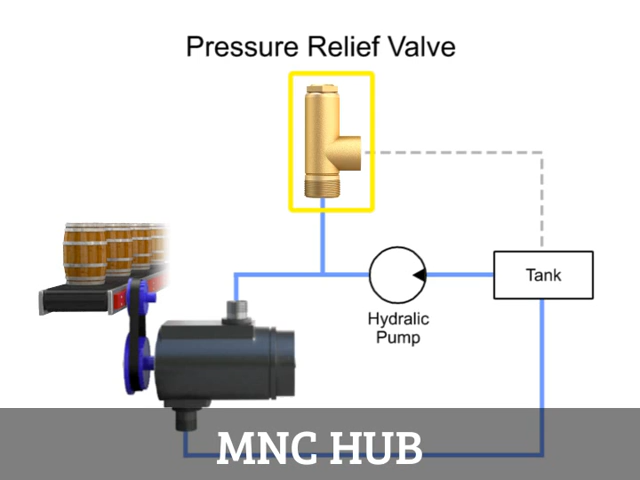 Pressure Relief Valve
Tank
Hydralic
Pump
MNC HUB